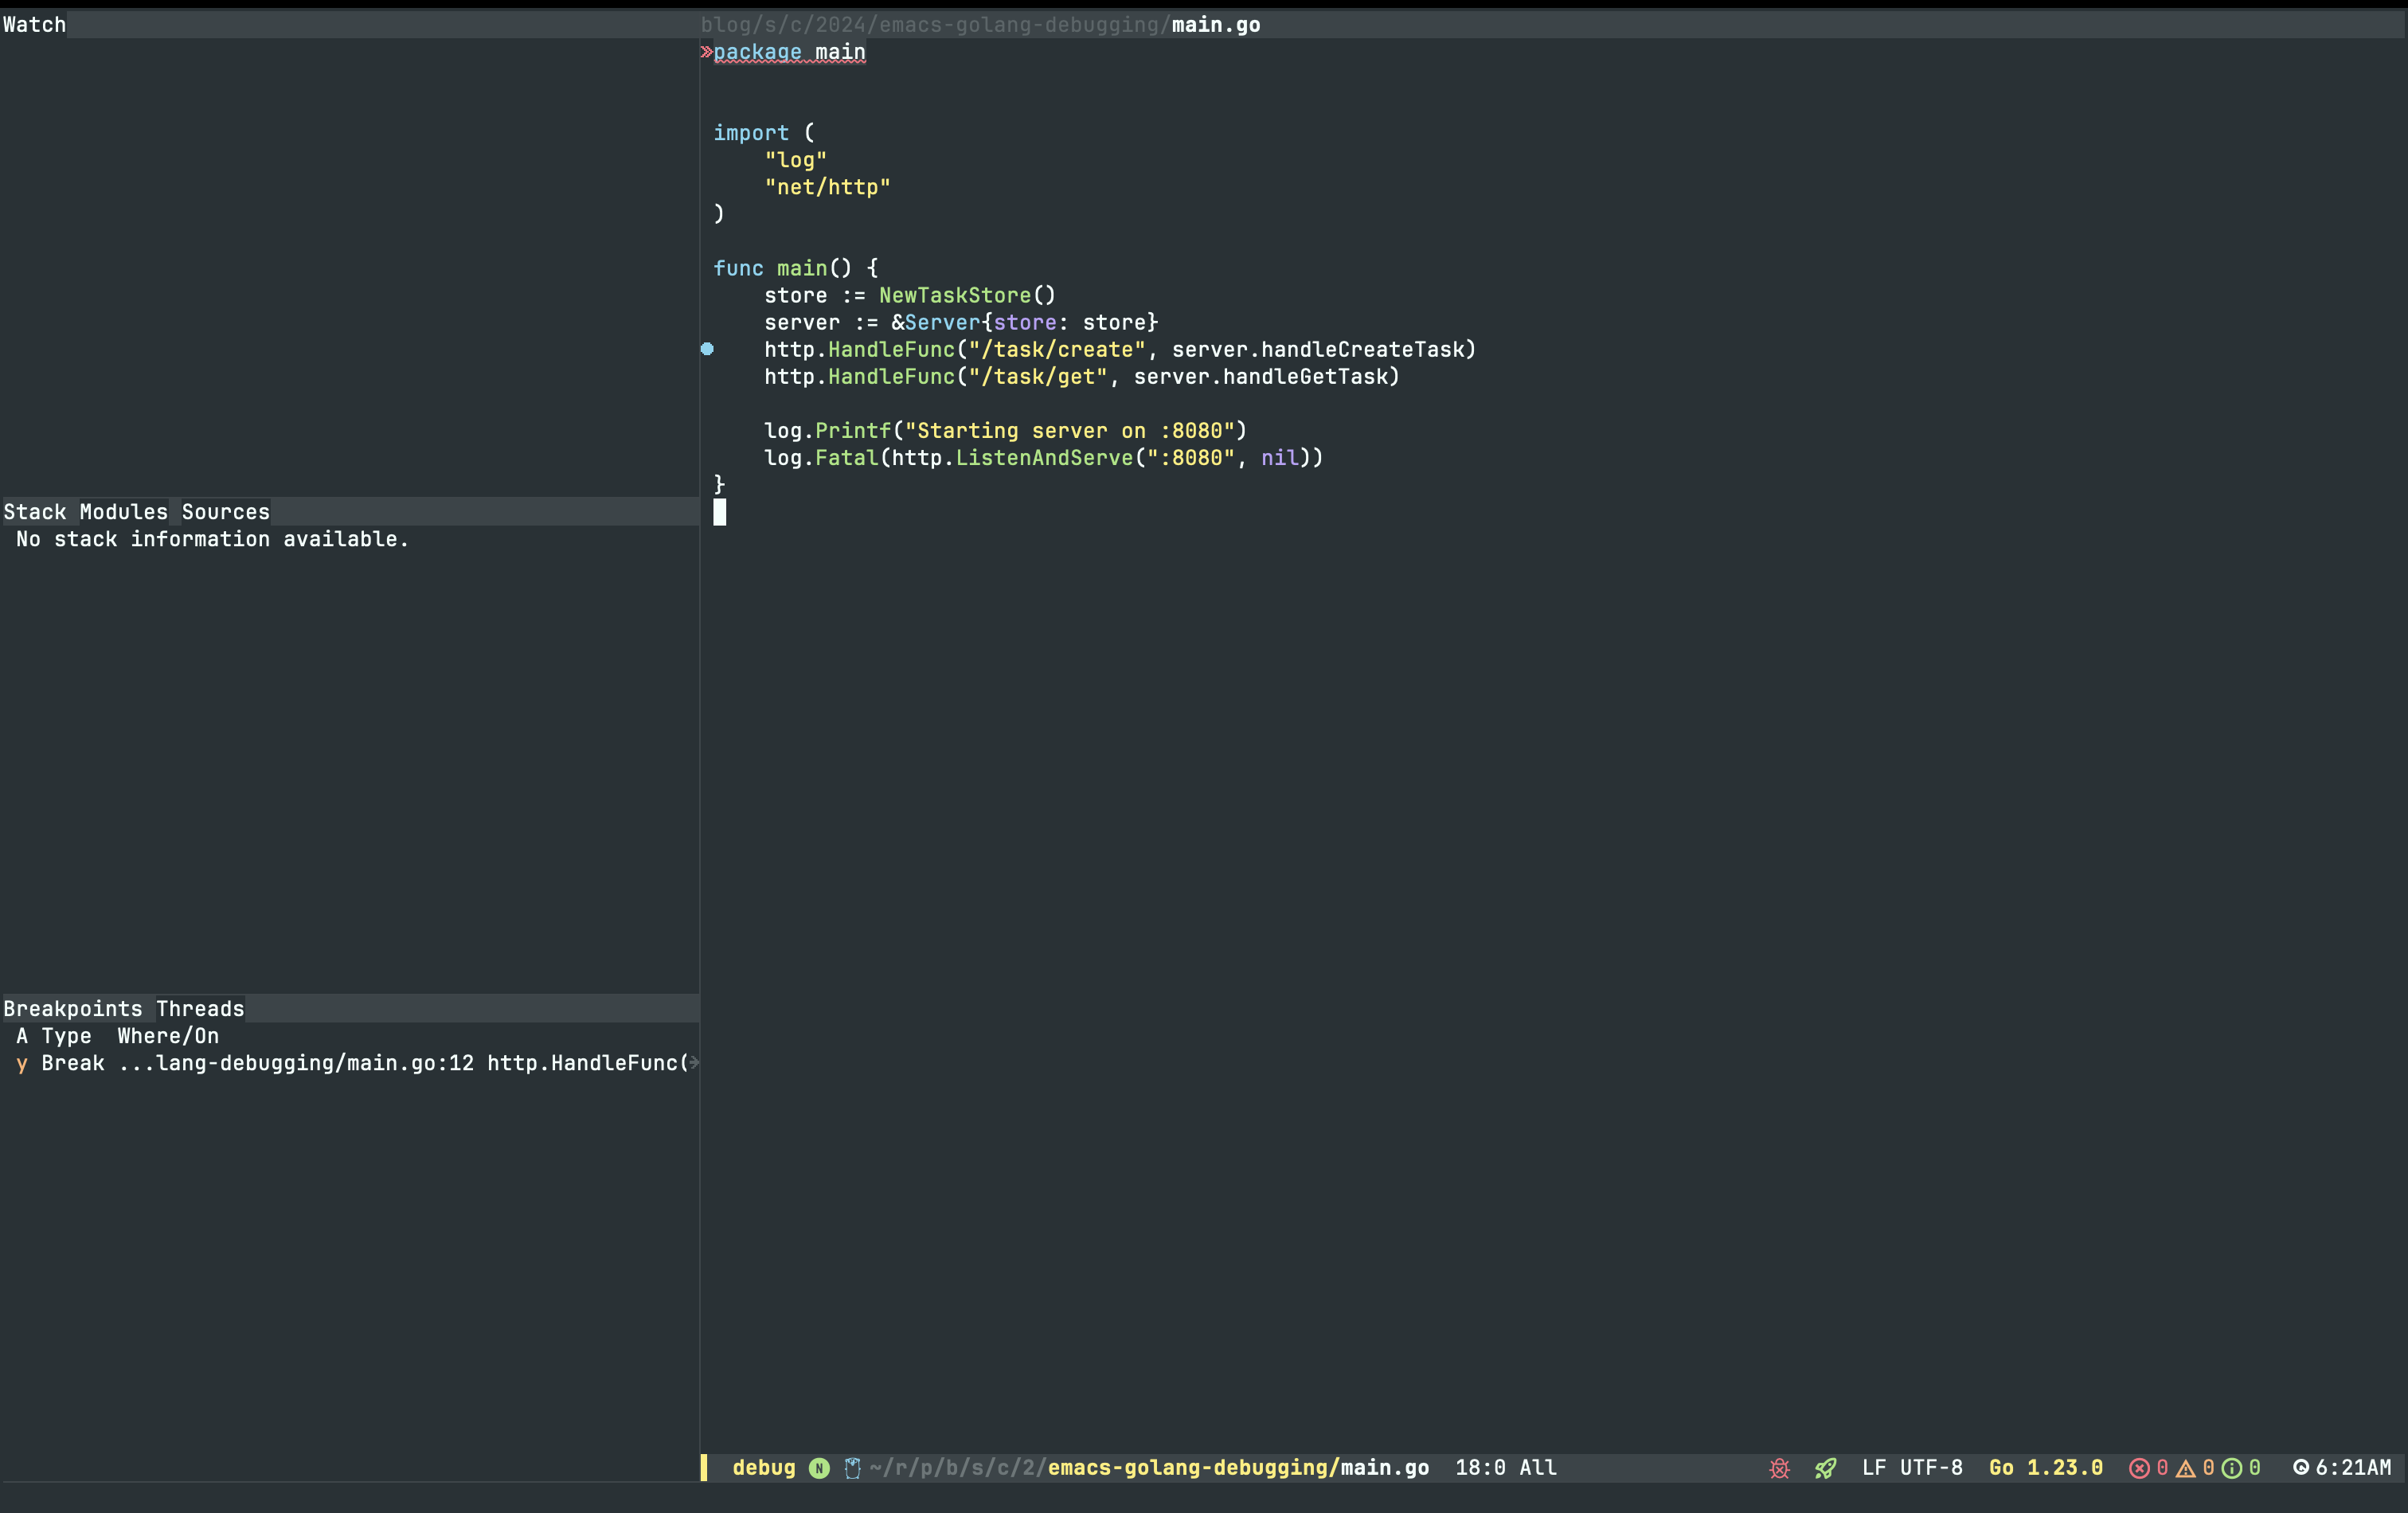 Watch
blog/s/c/2024/emacs-golang-debugging/main.go
»package main
import (
"log"
"net/http"
)
func main() {
store := NewTaskStore()
server := &Server{store: store}
http.HandleFunc("/task/create", server.handleCreateTask)
http.HandleFunc("/task/get", server.handleGetTask)
log.Printf("Starting server on :8080")
log.Fatal(http.ListenAndServe(":8080", nil))
}
Stack Modules Sources
No stack information available.
Breakpoints Threads
A Type Where/On
y Break ...lang-debugging/main.go:12 http.HandleFunc(
debug N ~/r/p/b/s/c/2/emacs-golang-debugging/main.go 18:0 All LF UTF-8 Go 1.23.0 0 0 0 6:21AM